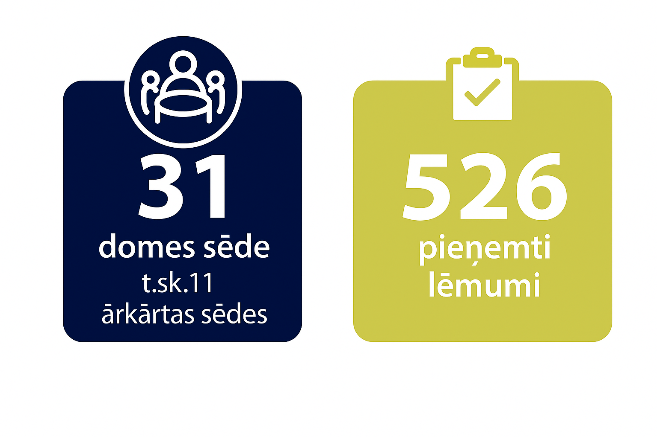 31
domes sēde
t.sk.11
ārkārtas sēdes
526
pieņemti
lēmumi